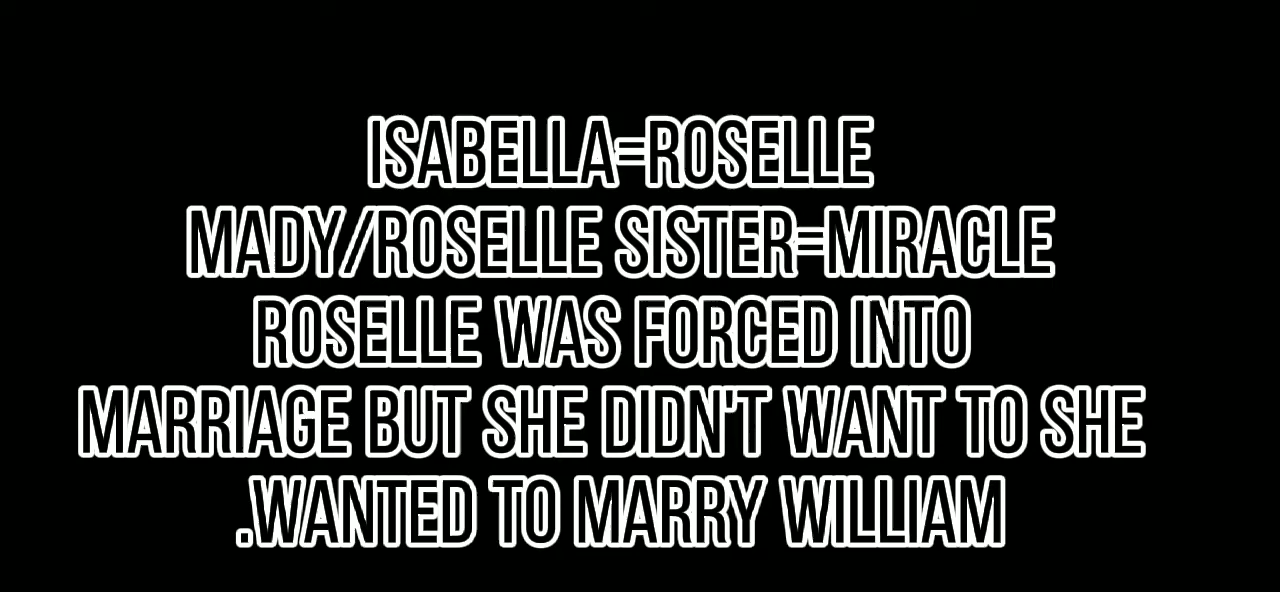 ISABELLA=ROSELLE
MADY/ROSELLE SISTER=MIRACLE
ROSELLE WAS FORCED INTO
MARRIAGE BUT SHE DIDN'T WANT TO SHE
.WANTED TO MARRY WILLIAM